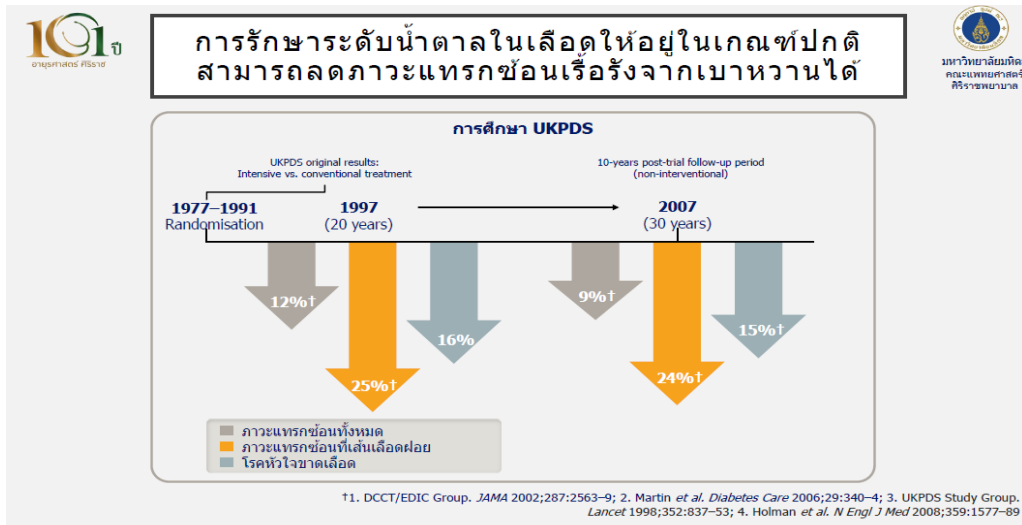 101 ปี
อายุรศาสตร์ ศิริราช
การรักษาระดับน้ำตาลในเลือดให้อยู่ในเกณฑ์ปกติ
สามารถลดภาวะแทรกซ้อนเรื้อรังจากเบาหวานได้
มหาวิทยาลัยมหิด
คณะแพทยศาสตร์
ศิริราชพยาบาล
การศึกษา UKPDS
UKPDS original results:
Intensive vs. conventional treatment
10-years post-trial follow-up period
(non-interventional)
1977–1991
Randomisation
1997
(20 years)
2007
(30 years)
12%†
25%†
16%
9%†
24%†
15%†
ภาวะแทรกซ้อนทั้งหมด
ภาวะแทรกซ้อนที่เส้นเลือดฝอย
โรคหัวใจขาดเลือด
†1. DCCT/EDIC Group. JAMA 2002;287:2563–9; 2. Martin et al. Diabetes Care 2006;29:340–4; 3. UKPDS Study Group.
Lancet 1998;352:837–53; 4. Holman et al. N Engl J Med 2008;359:1577–89